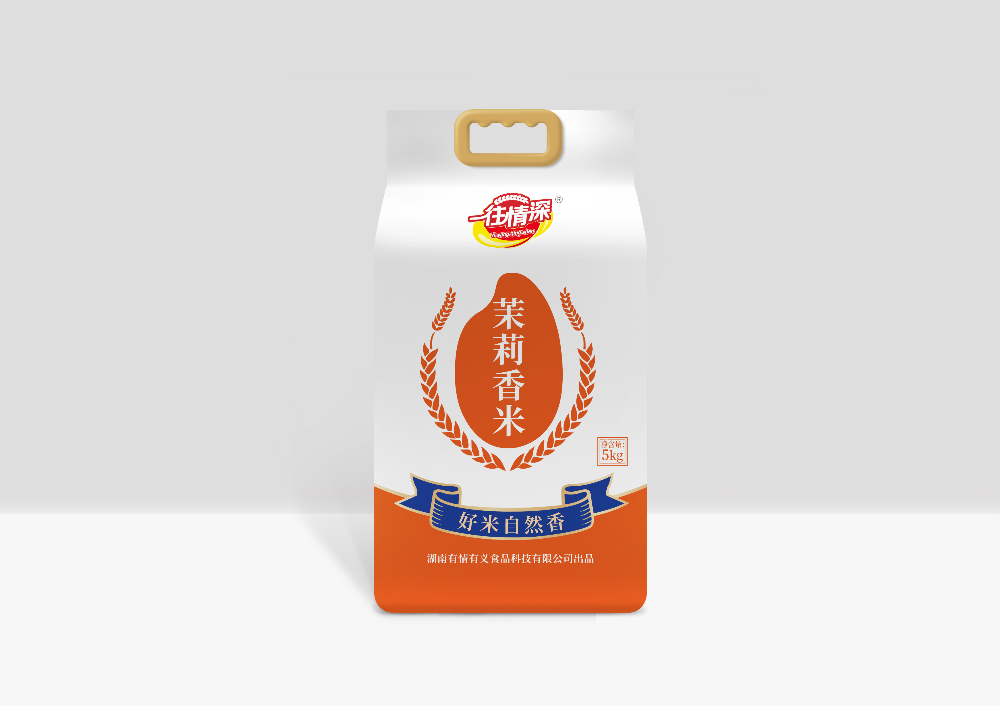 一往情深®
Yi wang qing shen
茉莉香米
净含量:
5kg
好米自然香
湖南有情有义食品科技有限公司出品